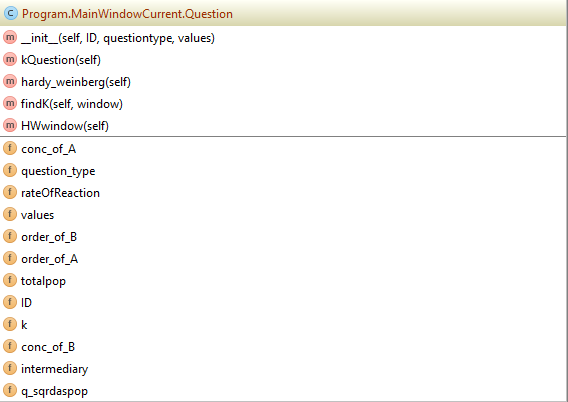 C Program.MainWindowCurrent.Question
m __init__(self, ID, questiontype, values)
m kQuestion(self)
m hardy_weinberg(self)
m findK(self, window)
m HWwindow(self)
f conc_of_A
f question_type
f rateOfReaction
f values
f order_of_B
f order_of_A
f totalpop
f ID
f k
f conc_of_B
f intermediary
f q_sqrdaspop